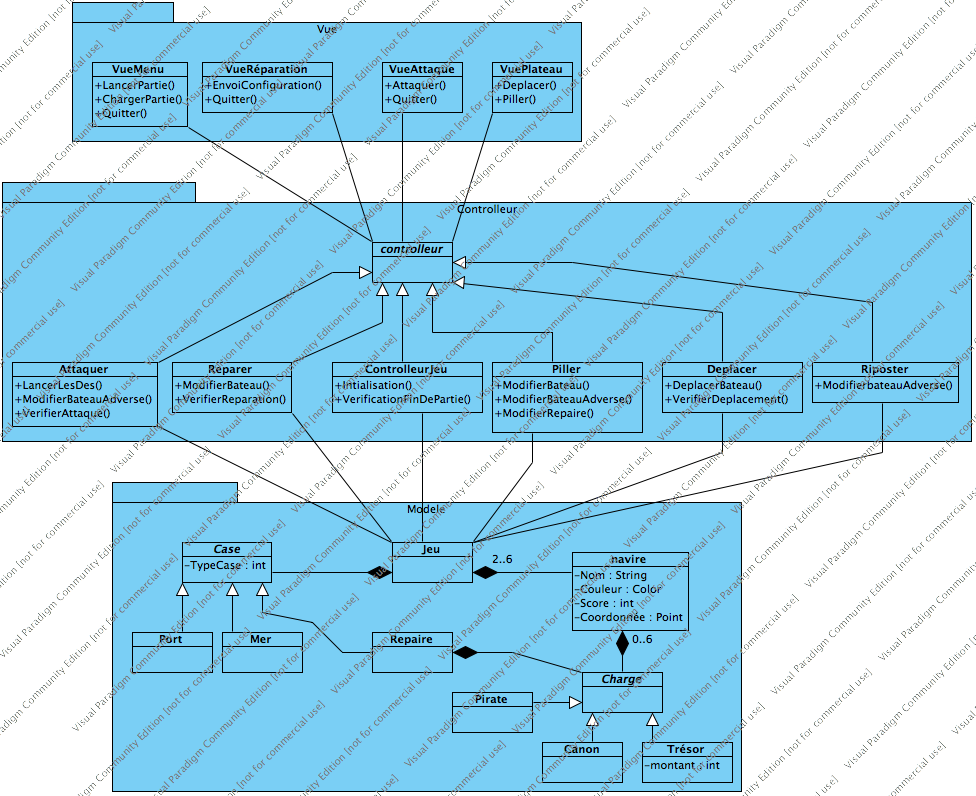 Vue
VueMenu
+LancerPartie()
+ChargerPartie()
+Quitter()
VueRéparation
+EnvoiConfiguration()
+Quitter()
VueAttaque
+Attaquer()
+Quitter()
VuePlateau
+Deplacer()
+Piller()
Controlleur
controlleur
Attaquer
+LancerLesDes()
+ModifierBateauAdverse()
+VerifierAttaque()
Reparer
+ModifierBateau()
+VerifierReparation()
ControlleurJeu
+Intialisation()
+VerificationFinDePartie()
Piller
+ModifierBateau()
+ModifierBateauAdverse()
+ModifierRepaire()
Deplacer
+DeplacerBateau()
+VerifierDeplacement()
Riposter
+ModifierbateauAdverse()
Modele
Case
-TypeCase : int
Jeu
2..6
navire
-Nom : String
-Couleur : Color
-Score : int
-Coordonnée : Point
Port
Mer
Repaire
0..6
Charge
Pirate
Canon
Trésor
-montant : int
Visual Paradigm Community Edition [not for commercial use]